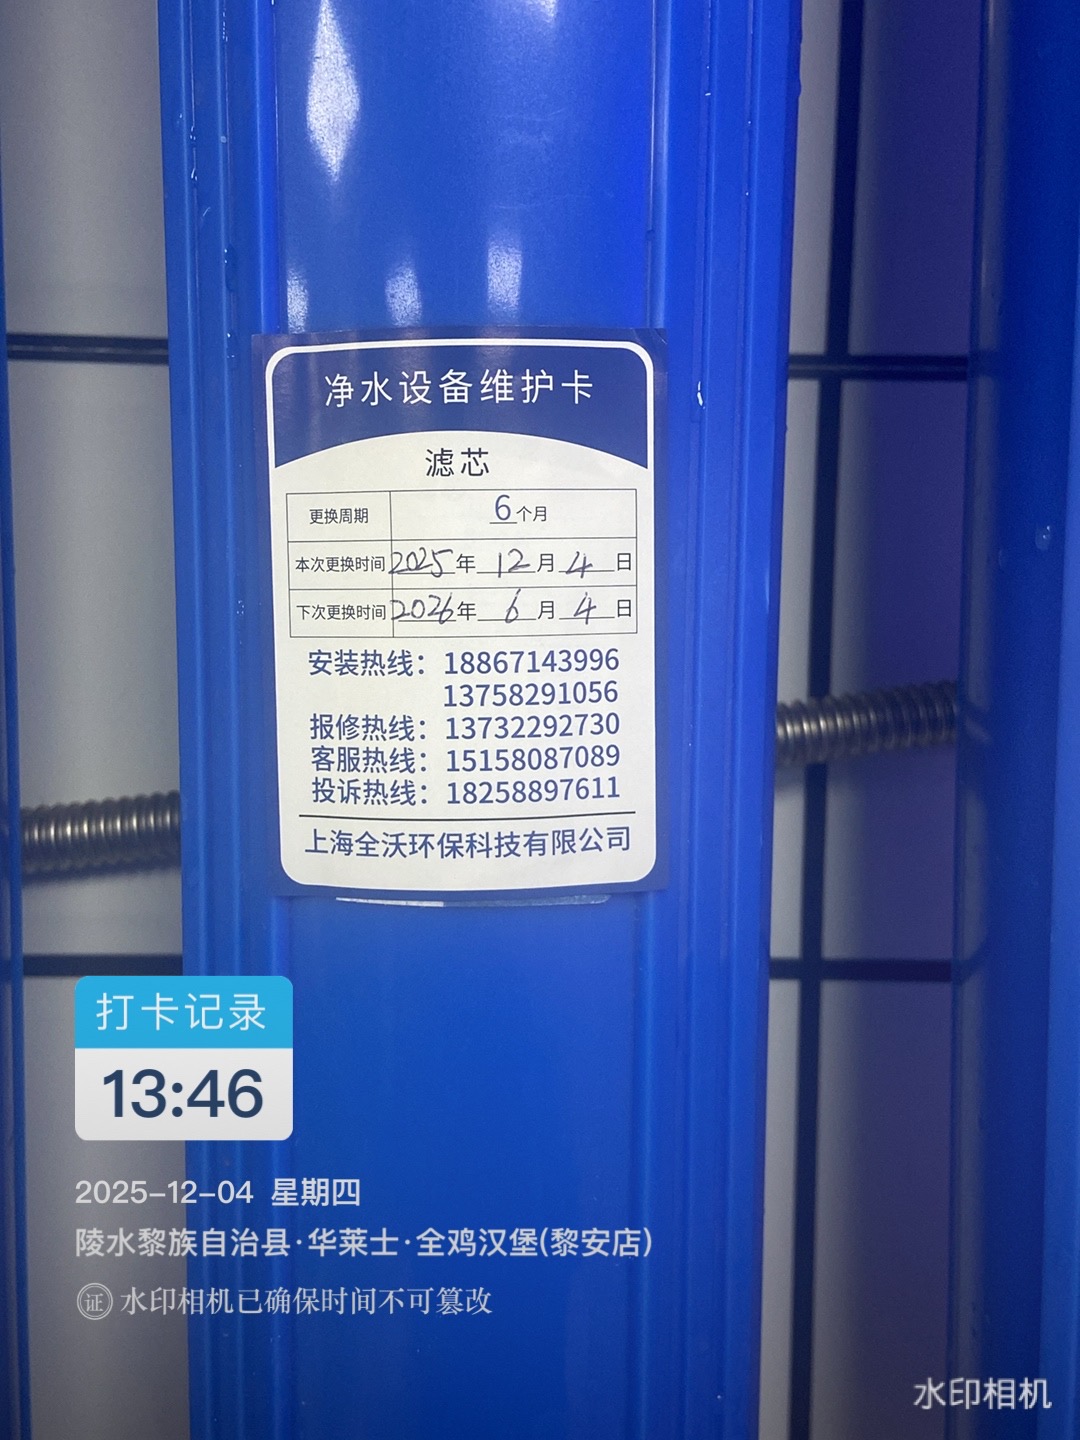 净水设备维护卡
滤芯
更换周期 6个月
本次更换时间 2025年 12月 4日
下次更换时间 2026年 6月 4日
安装热线：18867143996
13758291056
报修热线：13732292730
客服热线：15158087089
投诉热线：18258897611
上海全沃环保科技有限公司
打卡记录
13:46
2025-12-04 星期四
陵水黎族自治县·华莱士·全鸡汉堡(黎安店)
证 水印相机已确保时间不可篡改
水印相机